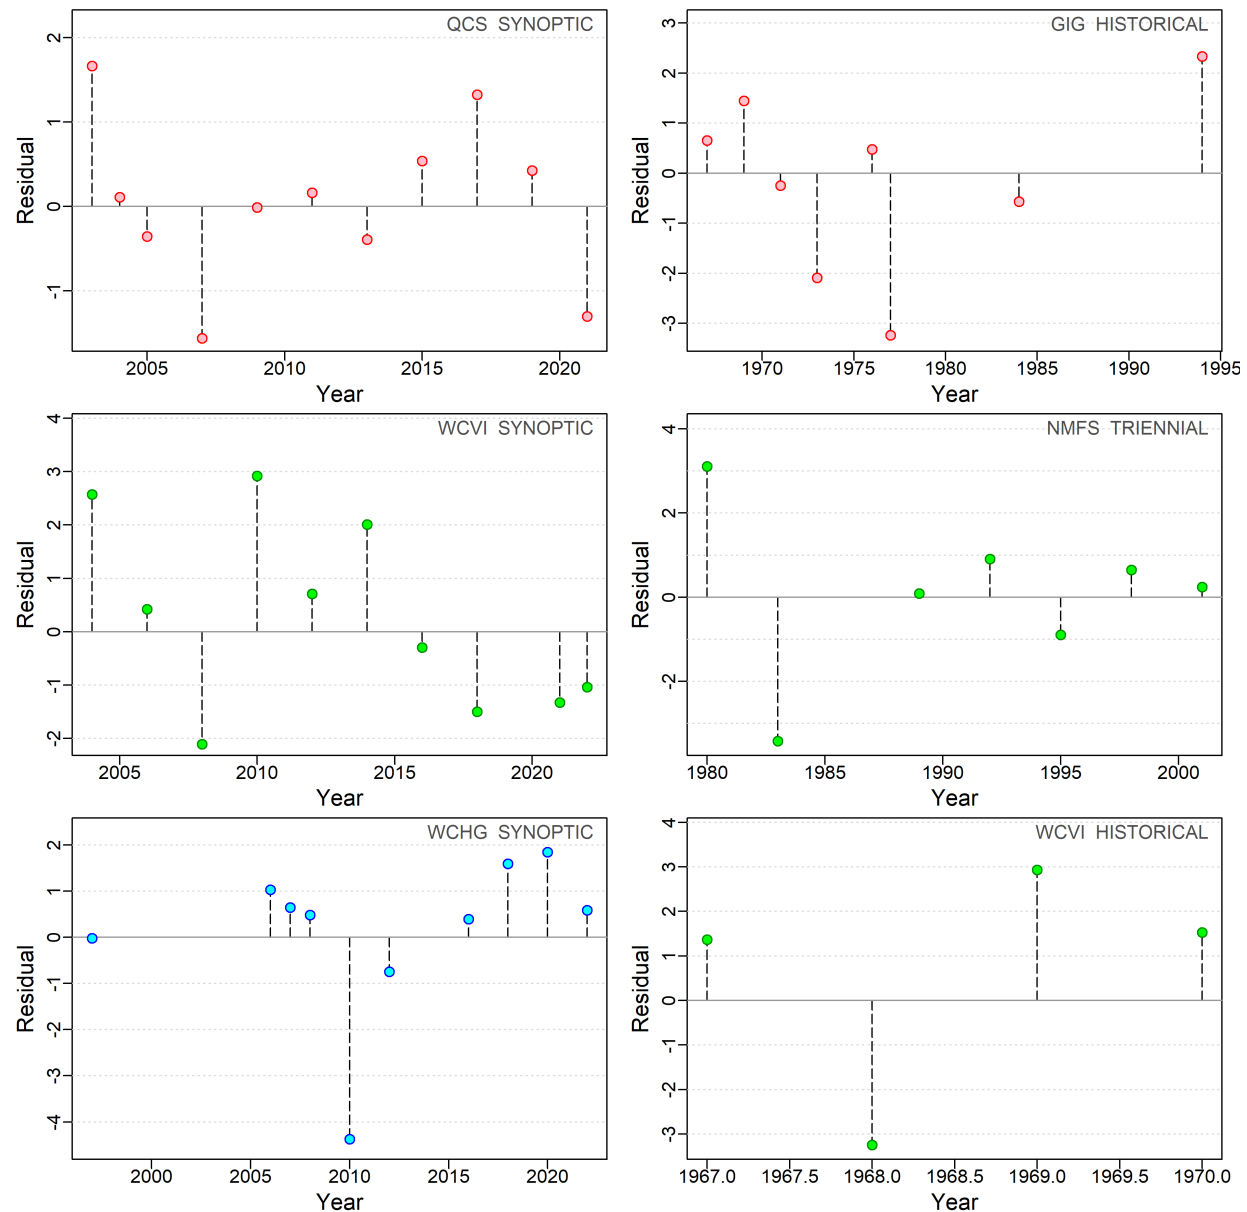 QCS SYNOPTIC
2
1
0
-1
Residual
2005 2010 2015 2020
Year
GIG HISTORICAL
3
2
1
0
-1
-2
-3
Residual
1970 1975 1980 1985 1990 1995
Year
WCVI SYNOPTIC
4
3
2
1
0
-1
-2
Residual
2005 2010 2015 2020
Year
NMFS TRIENNIAL
4
2
0
-2
Residual
1980 1985 1990 1995 2000
Year
WCHG SYNOPTIC
2
1
0
-1
-2
-3
-4
Residual
2000 2005 2010 2015 2020
Year
WCVI HISTORICAL
4
3
2
1
0
-1
-2
-3
Residual
1967.0 1967.5 1968.0 1968.5 1969.0 1969.5 1970.0
Year